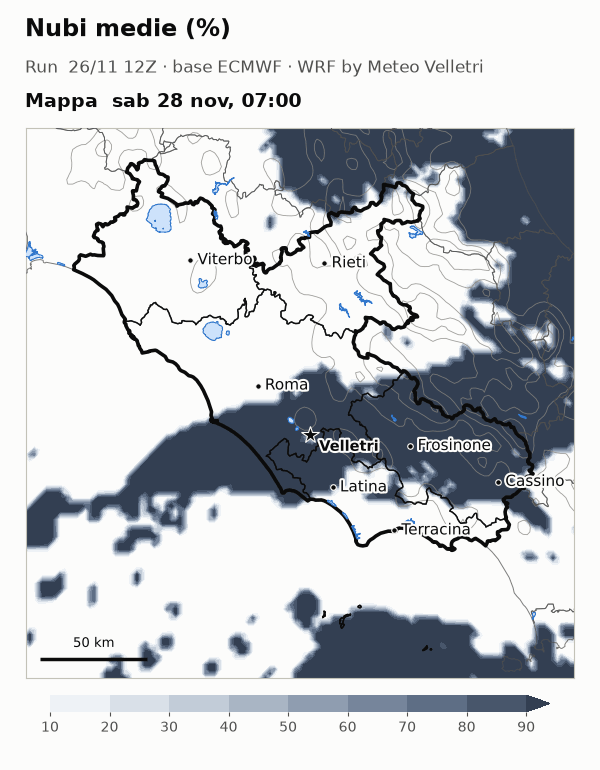 Nubi medie (%)
Run  26/11 12Z · base ECMWF · WRF by Meteo Velletri
Mappa  sab 28 nov, 07:00
Viterbo
Rieti
Roma
Velletri
Frosinone
Latina
Cassino
Terracina
50 km
10 20 30 40 50 60 70 80 90